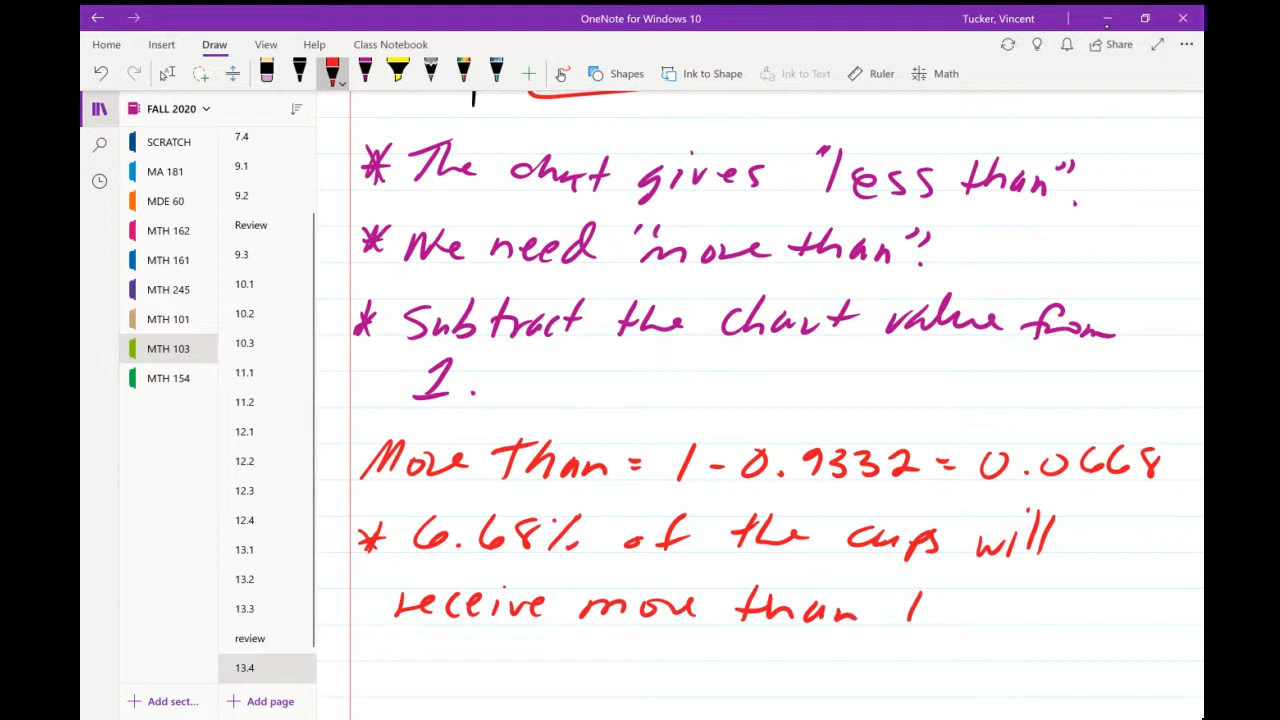 OneNote for Windows 10
Tucker, Vincent
Home Insert Draw View Help Class Notebook
Share
Shapes Ink to Shape Ink to Text Ruler Math
FALL 2020
SCRATCH
MA 181
MDE 60
MTH 162
MTH 161
MTH 245
MTH 101
MTH 103
MTH 154
Add sect...
7.4
9.1
9.2
Review
9.3
10.1
10.2
10.3
11.1
11.2
12.1
12.2
12.3
12.4
13.1
13.2
13.3
review
13.4
Add page
* The chart gives "less than".
* We need "more than".
* Subtract the chart value from
1.
More Than = 1 - 0.9332 = 0.0668
* 6.68% of the cups will
receive more than 1